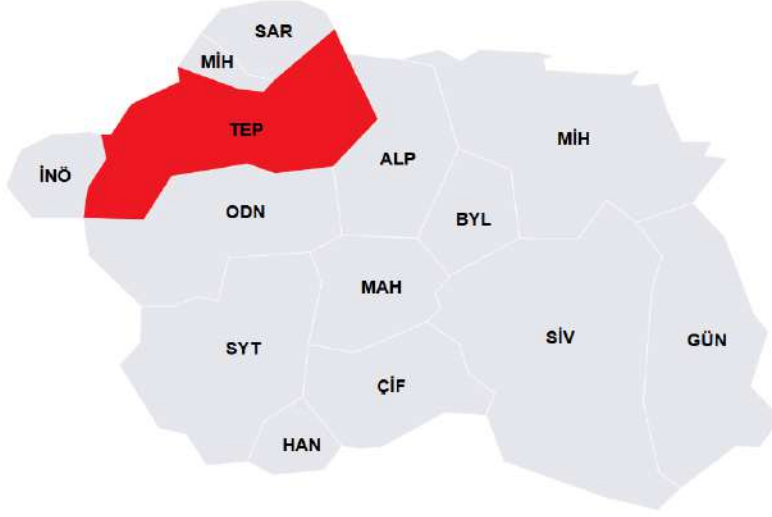 SAR
MİH
TEP
MİH
ALP
İNÖ
ODN
BYL
MAH
SİV
GÜN
SYT
ÇİF
HAN